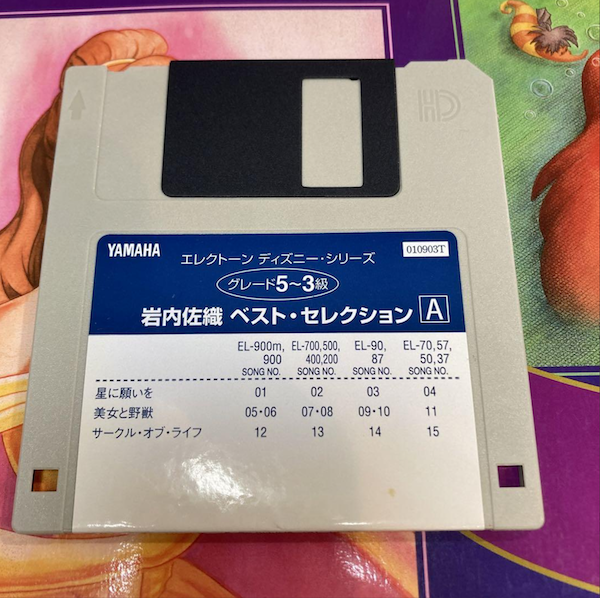 HD
YAMAHA
エレクトーン ディズニー・シリーズ
010903T
グレード5〜3級
岩内佐織 ベスト・セレクション A
EL-900m, EL-700,500, EL-90, EL-70,57,
900 400,200 87 50,37
SONG NO. SONG NO. SONG NO. SONG NO.
星に願いを 01 02 03 04
美女と野獣 05・06 07・08 09・10 11
サークル・オブ・ライフ 12 13 14 15